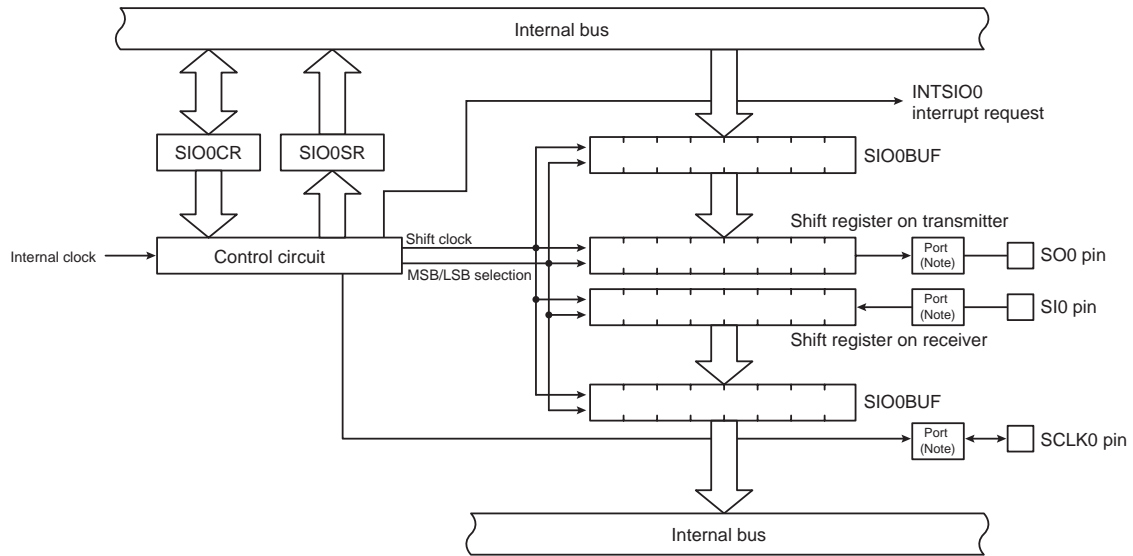 Internal bus
INTSIO0
interrupt request
SIO0CR
SIO0SR
SIO0BUF
Shift register on transmitter
Internal clock
Control circuit
Shift clock
MSB/LSB selection
Port
(Note)
SO0 pin
Port
(Note)
SI0 pin
Shift register on receiver
SIO0BUF
Port
(Note)
SCLK0 pin
Internal bus